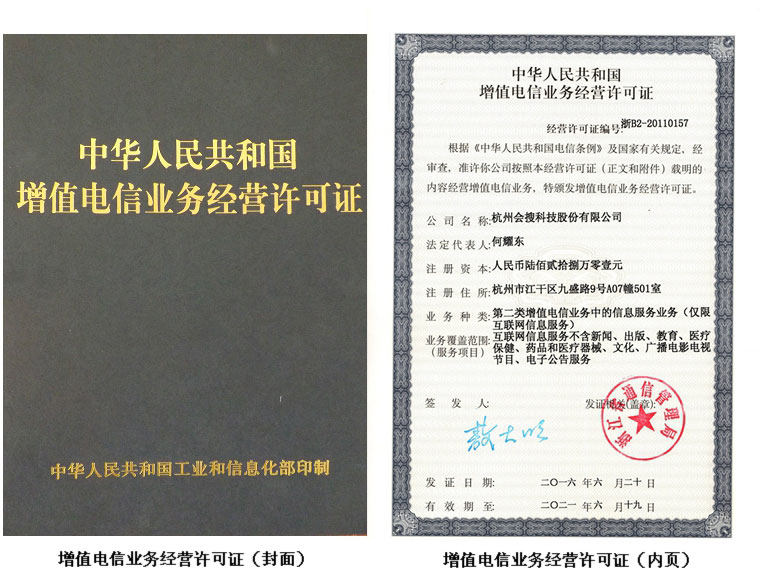 中华人民共和国
增值电信业务经营许可证
中华人民共和国工业和信息化部印制
增值电信业务经营许可证（封面）
中华人民共和国
增值电信业务经营许可证
经营许可证编号:浙B2-20110157
根据《中华人民共和国电信条例》及国家有关规定，经
审查，准许你公司按照本经营许可证（正文和附件）载明的
内容经营增值电信业务，特颁发增值电信业务经营许可证。
公司名称:杭州会搜科技股份有限公司
法定代表人:何耀东
注册资本:人民币陆佰贰拾捌万零壹元
注册住所:杭州市江干区九盛路9号A07幢501室
业务种类:第二类增值电信业务中的信息服务业务（仅限
互联网信息服务）
业务覆盖范围:互联网信息服务不含新闻、出版、教育、医疗
（服务项目）保健、药品和医疗器械、文化、广播电影电视
节目、电子公告服务
签发人:
发证机关(盖章):
浙江省通信管理局
发证日期:二〇一六年六月二十日
有效期至:二〇二一年六月十九日
增值电信业务经营许可证（内页）